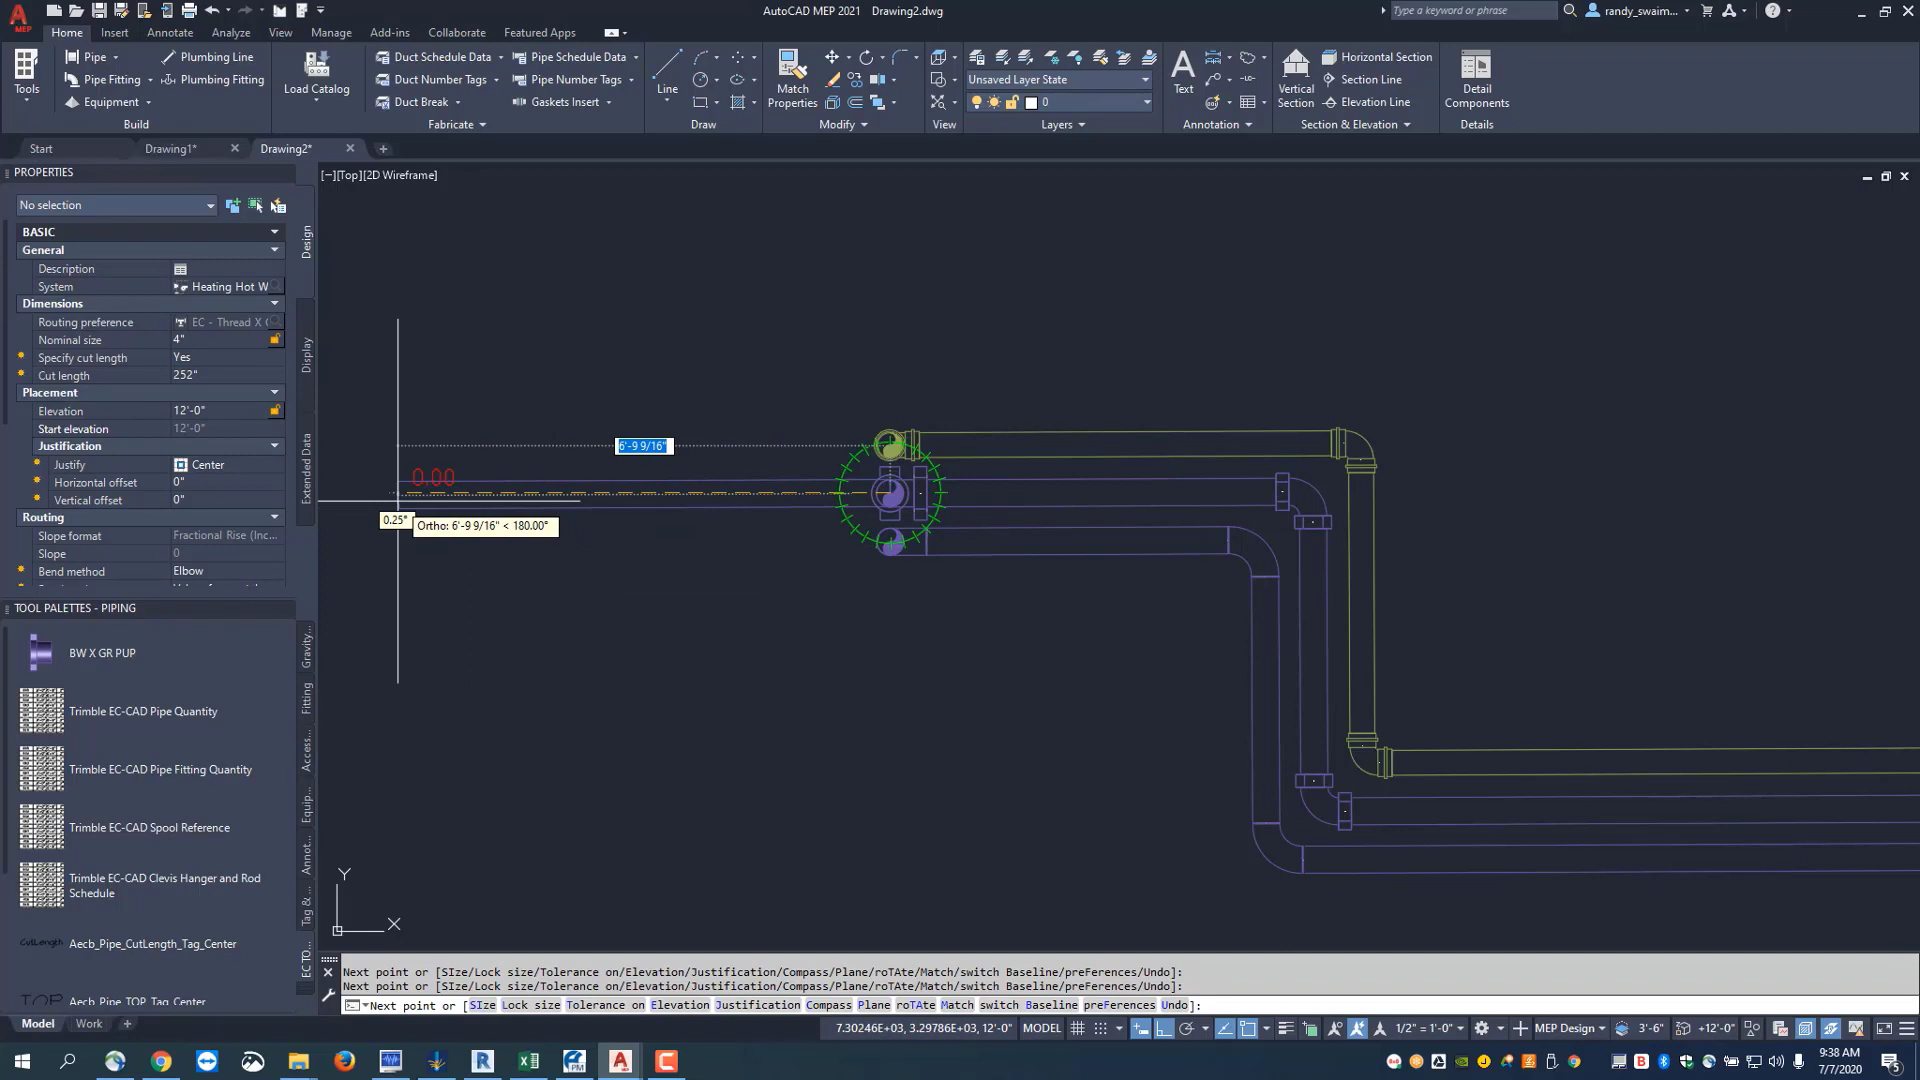 AutoCAD MEP 2021 Drawing2.dwg
Type a keyword or phrase
randy_swaim...
MEP
Home Insert Annotate Analyze View Manage Add-ins Collaborate Featured Apps
Tools
Pipe
Pipe Fitting
Equipment
Plumbing Line
Plumbing Fitting
Build
Load Catalog
Duct Schedule Data
Duct Number Tags
Duct Break
Pipe Schedule Data
Pipe Number Tags
Gaskets Insert
Fabricate
Line
Draw
Match
Properties
Modify
View
Unsaved Layer State
0
Layers
Text
Annotation
Vertical
Section
Horizontal Section
Section Line
Elevation Line
Section & Elevation
Detail
Components
Details
Start Drawing1* Drawing2*
PROPERTIES
No selection
BASIC
General
Description
System Heating Hot W
Dimensions
Routing preference EC - Thread X
Nominal size 4"
Specify cut length Yes
Cut length 252"
Placement
Elevation 12'-0"
Start elevation 12'-0"
Justification
Justify Center
Horizontal offset 0"
Vertical offset 0"
Routing
Slope format Fractional Rise (Inc...
Slope 0
Bend method Elbow
Design
Display
Extended Data
[−][Top][2D Wireframe]
6'-9 9/16"
0.00
0.25°
Ortho: 6'-9 9/16" < 180.00°
Y
X
TOOL PALETTES - PIPING
BW X GR PUP
Trimble EC-CAD Pipe Quantity
Trimble EC-CAD Pipe Fitting Quantity
Trimble EC-CAD Spool Reference
Trimble EC-CAD Clevis Hanger and Rod
Schedule
CutLength
Aecb_Pipe_CutLength_Tag_Center
TOP
Aecb_Pipe_TOP_Tag_Center
Gravity...
Fitting
Access...
Equip...
Annot...
Tag &...
EC TO...
Next point or [SIze/Lock size/Tolerance on/Elevation/Justification/Compass/Plane/roTAte/Match/switch Baseline/preFerences/Undo]:
Next point or [SIze/Lock size/Tolerance on/Elevation/Justification/Compass/Plane/roTAte/Match/switch Baseline/preFerences/Undo]:
Next point or [SIze Lock size Tolerance on Elevation Justification Compass Plane roTAte Match switch Baseline preFerences Undo]:
Model Work
7.30246E+03, 3.29786E+03, 12'-0" MODEL
1/2" = 1'-0"
MEP Design
3'-6"
+12'-0"
9:38 AM
7/7/2020
5